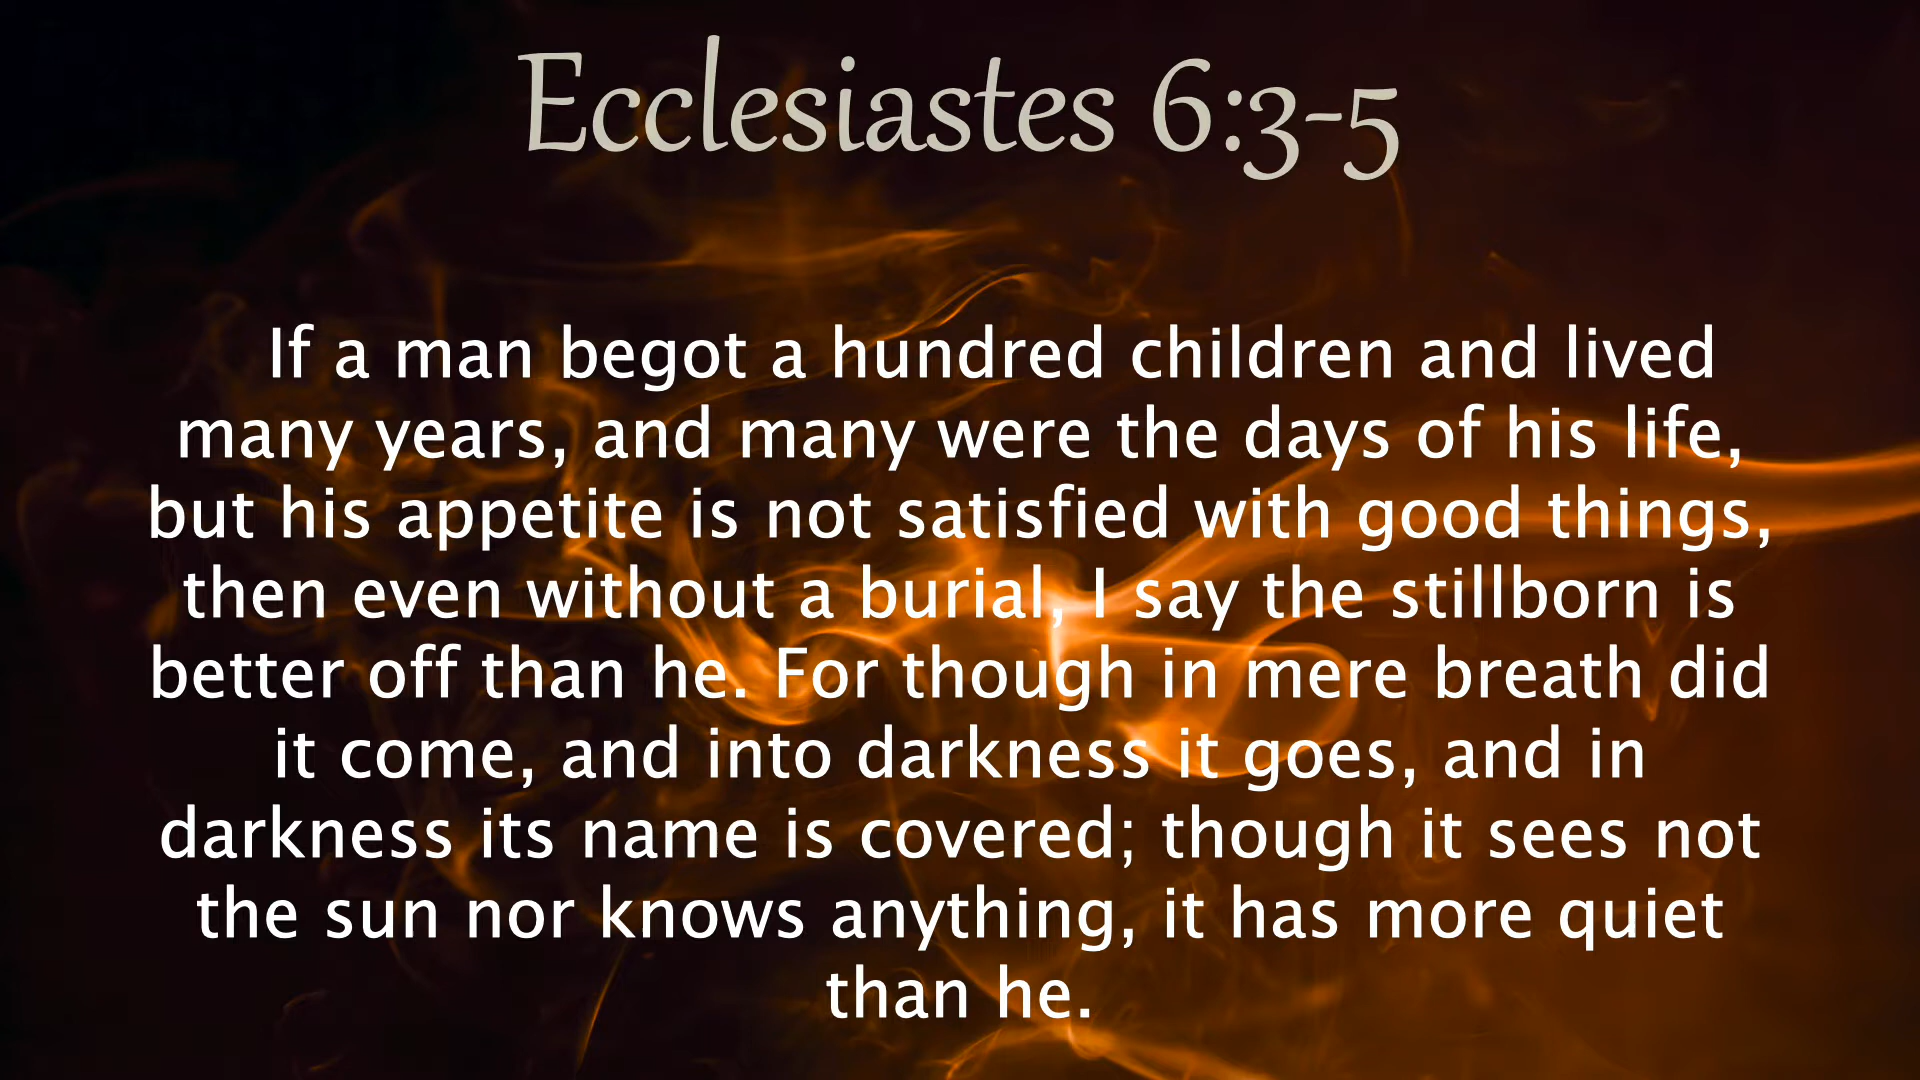 Ecclesiastes 6:3-5
If a man begot a hundred children and lived
many years, and many were the days of his life,
but his appetite is not satisfied with good things,
then even without a burial, I say the stillborn is
better off than he. For though in mere breath did
it come, and into darkness it goes, and in
darkness its name is covered; though it sees not
the sun nor knows anything, it has more quiet
than he.